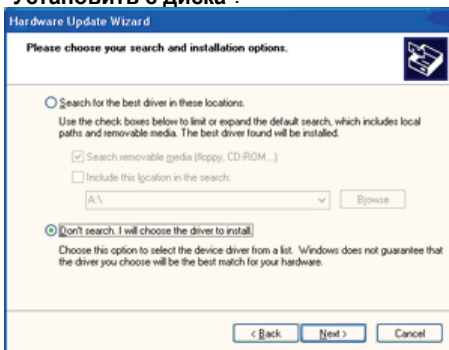 Установить с диска".
Hardware Update Wizard
Please choose your search and installation options.
Search for the best driver in these locations.
Use the check boxes below to limit or expand the default search, which includes local
paths and removable media. The best driver found will be installed.
Search removable media (floppy, CD-ROM...)
Include this location in the search:
A:\
Browse
Don't search. I will choose the driver to install.
Choose this option to select the device driver from a list. Windows does not guarantee that
the driver you choose will be the best match for your hardware.
< Back Next > Cancel